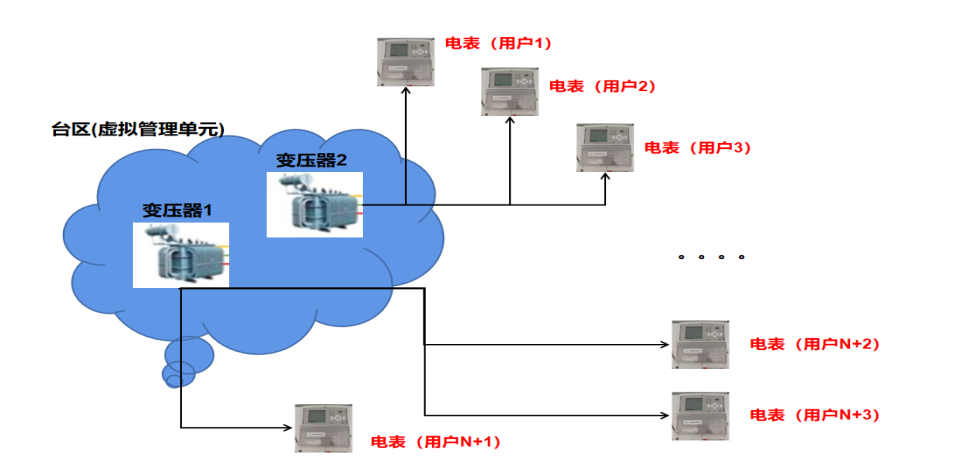 电表（用户1）
电表（用户2）
台区(虚拟管理单元)
电表（用户3）
变压器2
变压器1
。。。。
电表（用户N+2）
电表（用户N+3）
电表（用户N+1）